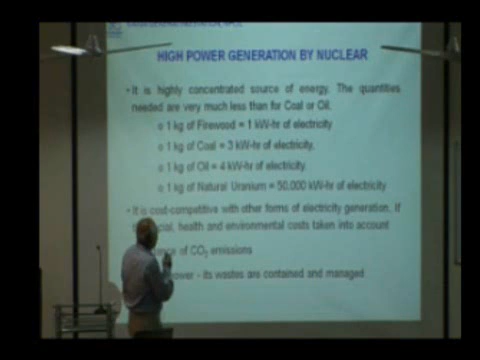 HIGH POWER GENERATION BY NUCLEAR
• It is highly concentrated source of energy. The quantities
needed are very much less than for Coal or Oil.
o 1 kg of Firewood = 1 kW-hr of electricity
o 1 kg of Coal = 3 kW-hr of electricity.
o 1 kg of Oil = 4 kW-hr of electricity.
o 1 kg of Natural Uranium = 50,000 kW-hr of electricity
• It is cost-competitive with other forms of electricity generation. If
health and environmental costs taken into account
of CO2 emissions
power - its wastes are contained and managed